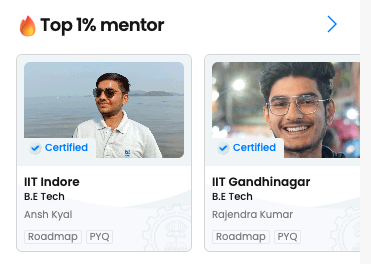 🔥 Top 1% mentor
Certified
IIT Indore
B.E Tech
Ansh Kyal
Roadmap PYQ
Certified
IIT Gandhinagar
B.E Tech
Rajendra Kumar
Roadmap PYQ